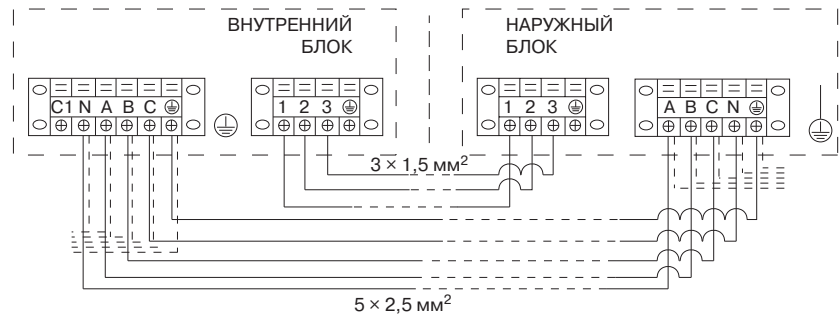 ВНУТРЕННИЙ
БЛОК
НАРУЖНЫЙ
БЛОК
C1 N A B C
1 2 3
1 2 3
A B C N
3 × 1,5 мм²
5 × 2,5 мм²